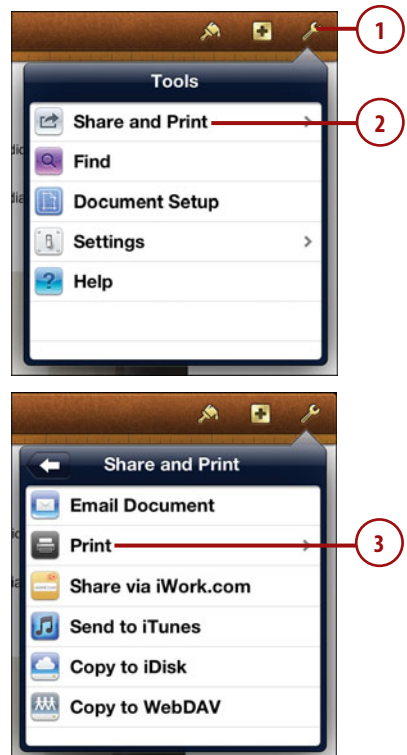 1
Tools
Share and Print
2
Find
Document Setup
Settings
Help
Share and Print
Email Document
Print
3
Share via iWork.com
Send to iTunes
Copy to iDisk
Copy to WebDAV